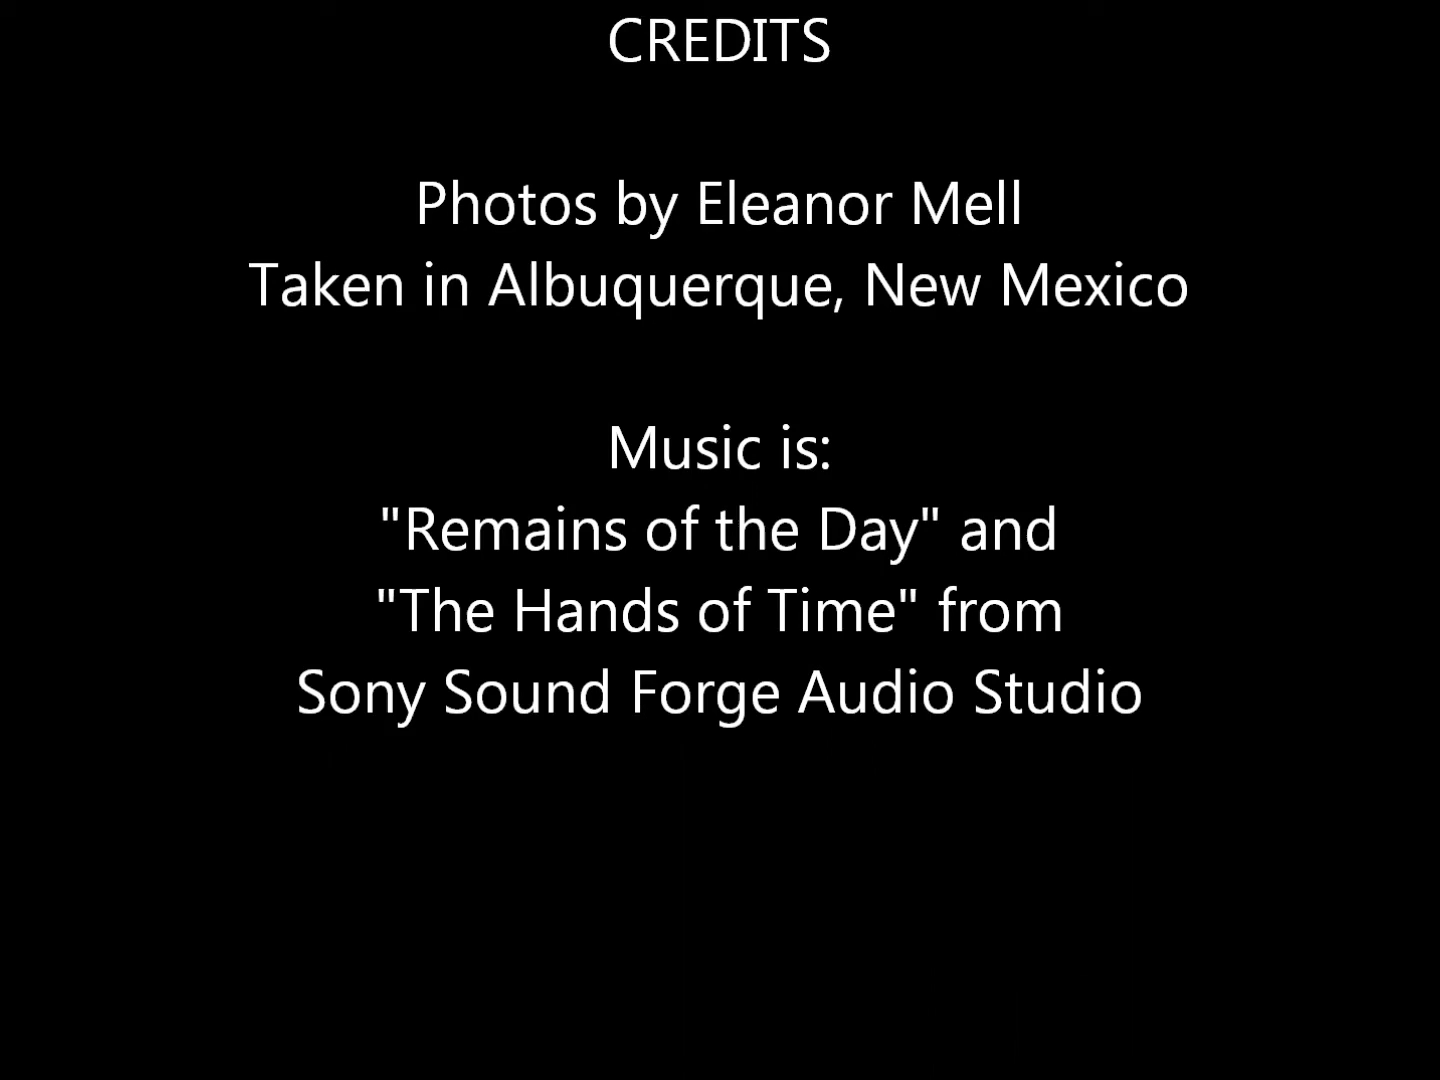 CREDITS
Photos by Eleanor Mell
Taken in Albuquerque, New Mexico
Music is:
"Remains of the Day" and
"The Hands of Time" from
Sony Sound Forge Audio Studio